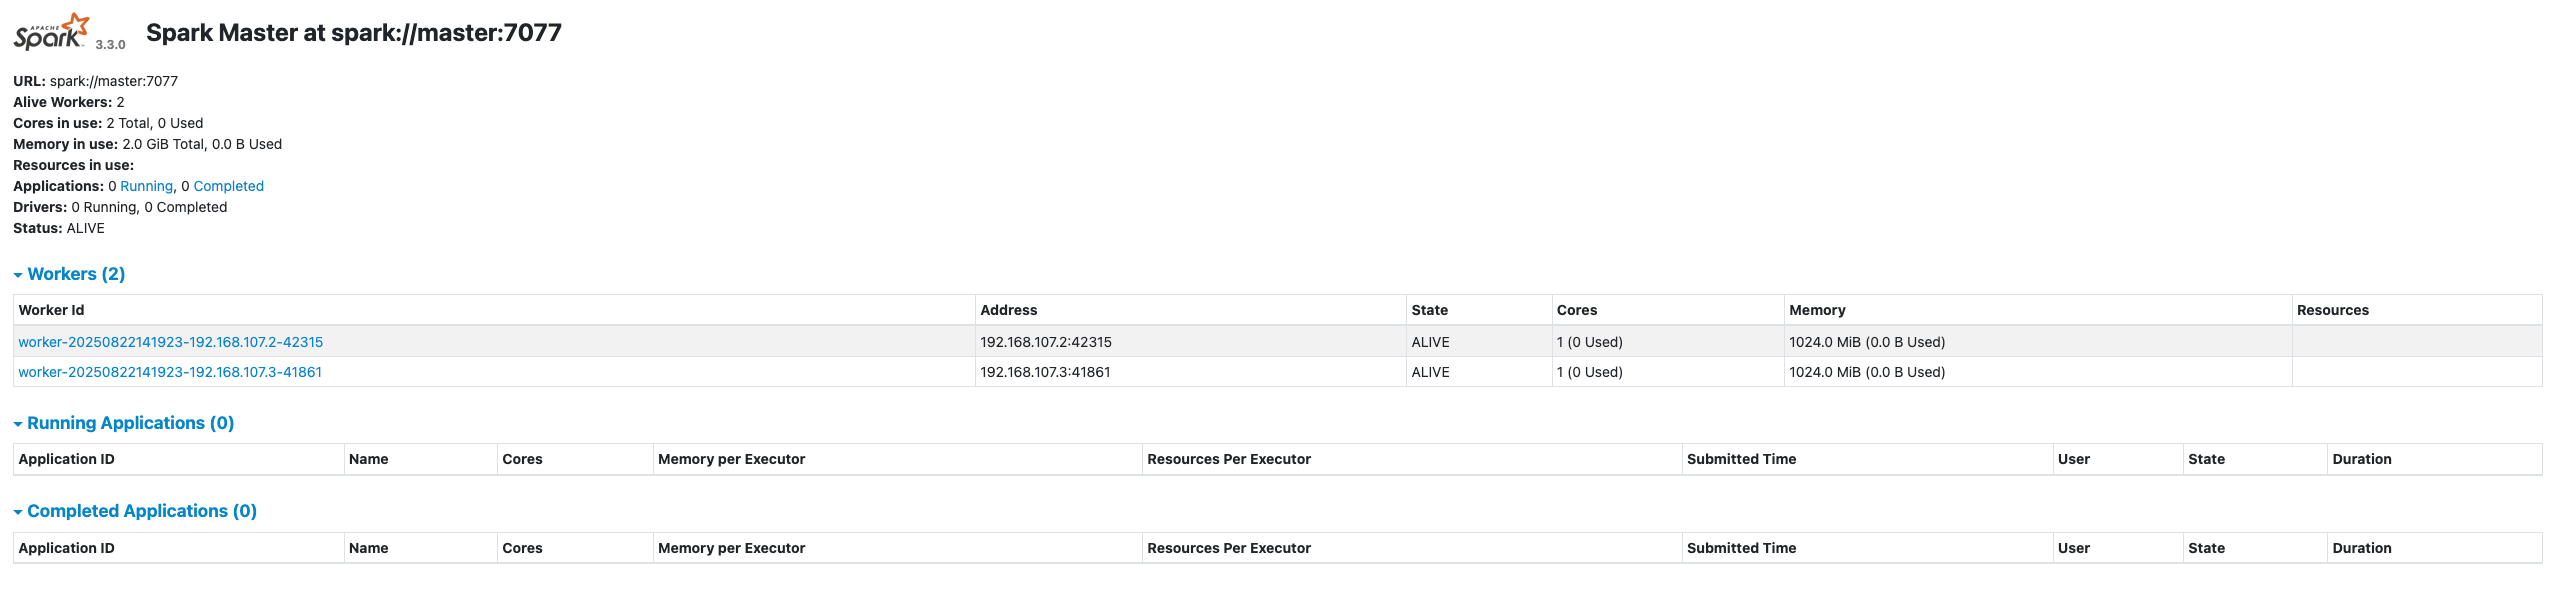 APACHE
Spark 3.3.0 Spark Master at spark://master:7077
URL: spark://master:7077
Alive Workers: 2
Cores in use: 2 Total, 0 Used
Memory in use: 2.0 GiB Total, 0.0 B Used
Resources in use:
Applications: 0 Running, 0 Completed
Drivers: 0 Running, 0 Completed
Status: ALIVE
Workers (2)
Worker Id Address State Cores Memory Resources
worker-20250822141923-192.168.107.2-42315 192.168.107.2:42315 ALIVE 1 (0 Used) 1024.0 MiB (0.0 B Used)
worker-20250822141923-192.168.107.3-41861 192.168.107.3:41861 ALIVE 1 (0 Used) 1024.0 MiB (0.0 B Used)
Running Applications (0)
Application ID Name Cores Memory per Executor Resources Per Executor Submitted Time User State Duration
Completed Applications (0)
Application ID Name Cores Memory per Executor Resources Per Executor Submitted Time User State Duration